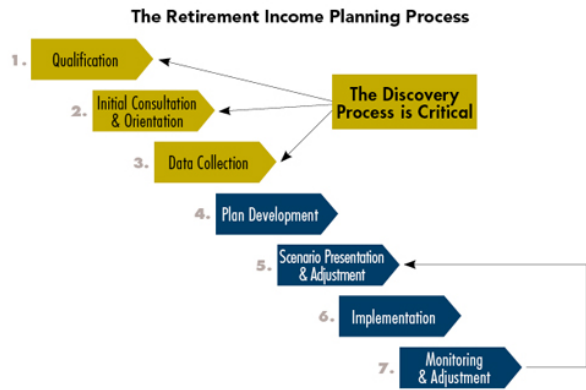 The Retirement Income Planning Process
1. Qualification
The Discovery
Process is Critical
2. Initial Consultation
& Orientation
3. Data Collection
4. Plan Development
5. Scenario Presentation
& Adjustment
6. Implementation
7. Monitoring
& Adjustment